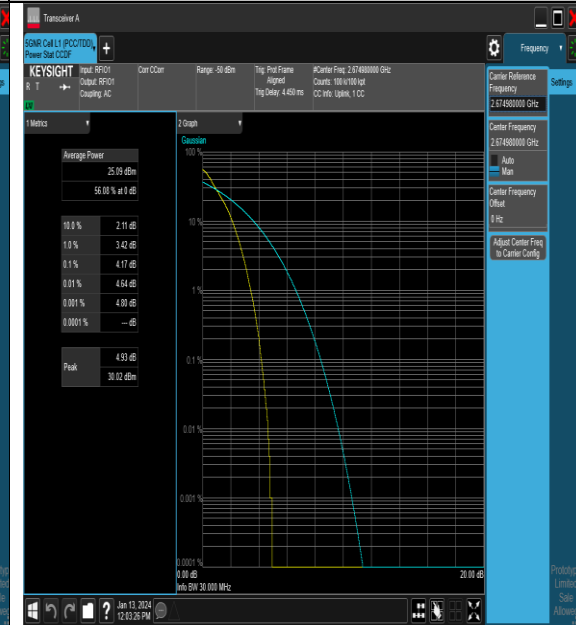 Transceiver A
5GNR Cell L1 (PCC/TDD),
Power Stat CCDF
+
Frequency
KEYSIGHT
R T
Input: RFIO1
Output: RFIO1
Coupling: AC
Corr CCorr
Range: -50 dBm
Trig: Prot Frame
Aligned
Trig Delay: 4.450 ms
#Center Freq: 2.674980000 GHz
Counts: 100 k/100 kpt
CC Info: Uplink, 1 CC
1 Metrics
Average Power
25.09 dBm
56.08 % at 0 dB
10.0 % 2.11 dB
1.0 % 3.42 dB
0.1 % 4.17 dB
0.01 % 4.64 dB
0.001 % 4.80 dB
0.0001 % --- dB
Peak
4.93 dB
30.02 dBm
2 Graph
Gaussian
100 %
10 %
1 %
0.1 %
0.01 %
0.001 %
0.0001 %
0.00 dB
20.00 dB
Info BW 30.000 MHz
Carrier Reference
Frequency
2.674980000 GHz
Center Frequency
2.674980000 GHz
Auto
Man
Center Frequency
Offset
0 Hz
Adjust Center Freq
to Carrier Config
Settings
Jan 13, 2024
12:03:26 PM
?